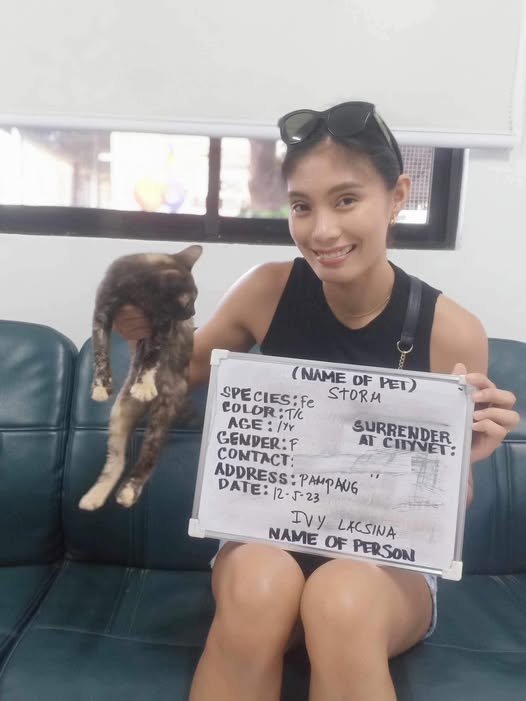 (NAME OF PET)
STORM
SPECIES: Fe
COLOR: T/C
AGE: 1Yr
GENDER: F
SURRENDER
AT CITYVET:
CONTACT:
ADDRESS: PAMPANG "
DATE: 12-5-23
IVY LACSINA
NAME OF PERSON